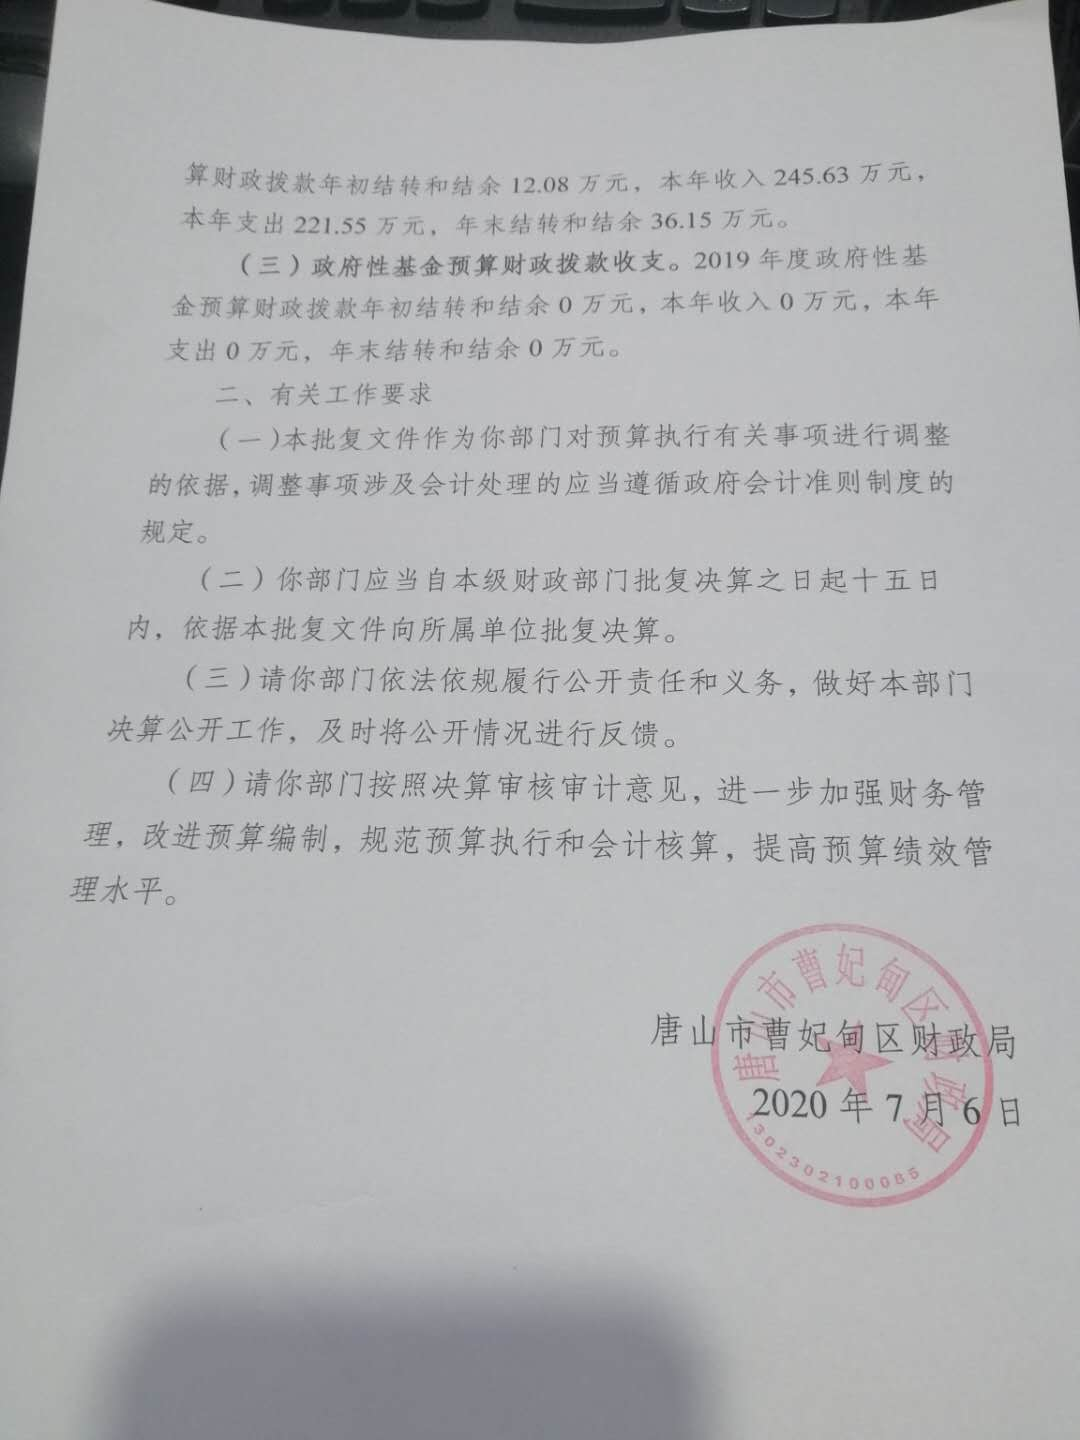 算财政拨款年初结转和结余 12.08 万元，本年收入 245.63 万元，
本年支出 221.55 万元，年末结转和结余 36.15 万元。
（三）政府性基金预算财政拨款收支。2019 年度政府性基
金预算财政拨款年初结转和结余 0 万元，本年收入 0 万元，本年
支出 0 万元，年末结转和结余 0 万元。
二、有关工作要求
（一）本批复文件作为你部门对预算执行有关事项进行调整
的依据，调整事项涉及会计处理的应当遵循政府会计准则制度的
规定。
（二）你部门应当自本级财政部门批复决算之日起十五日
内，依据本批复文件向所属单位批复决算。
（三）请你部门依法依规履行公开责任和义务，做好本部门
决算公开工作，及时将公开情况进行反馈。
（四）请你部门按照决算审核审计意见，进一步加强财务管
理，改进预算编制，规范预算执行和会计核算，提高预算绩效管
理水平。
唐山市曹妃甸区财政局
2020 年 7 月 6 日
唐山市曹妃甸区财政局
1302302100085